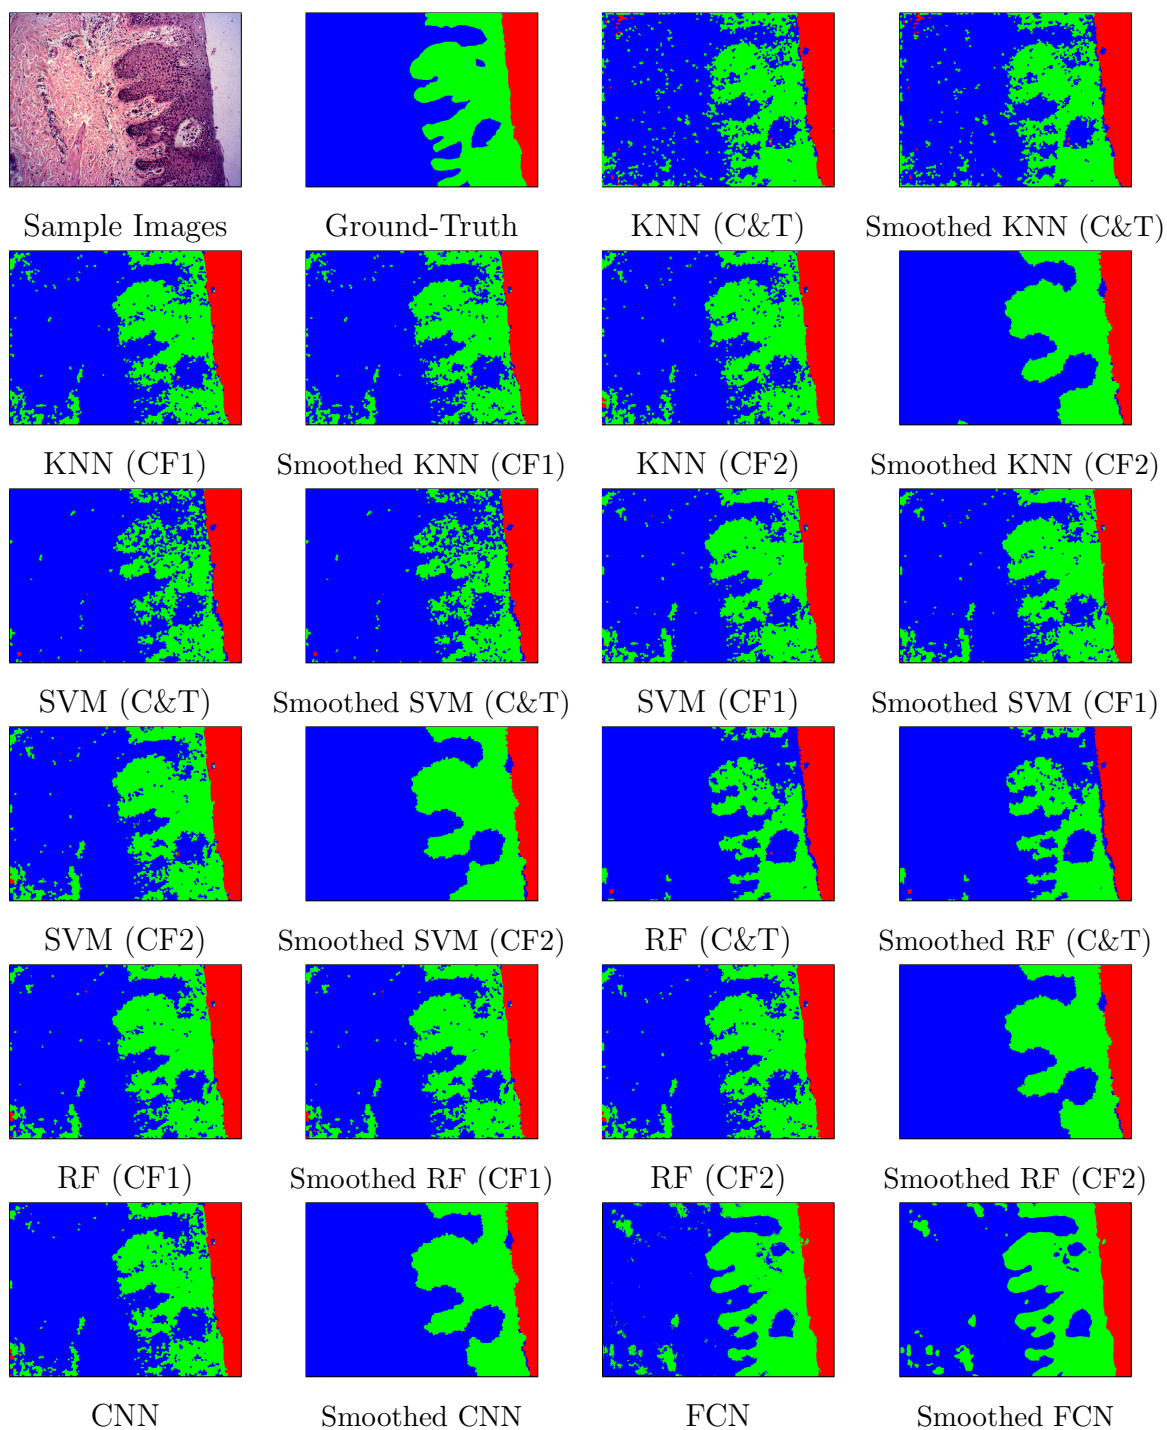 Sample Images Ground-Truth KNN (C&T) Smoothed KNN (C&T)
KNN (CF1) Smoothed KNN (CF1) KNN (CF2) Smoothed KNN (CF2)
SVM (C&T) Smoothed SVM (C&T) SVM (CF1) Smoothed SVM (CF1)
SVM (CF2) Smoothed SVM (CF2) RF (C&T) Smoothed RF (C&T)
RF (CF1) Smoothed RF (CF1) RF (CF2) Smoothed RF (CF2)
CNN Smoothed CNN FCN Smoothed FCN